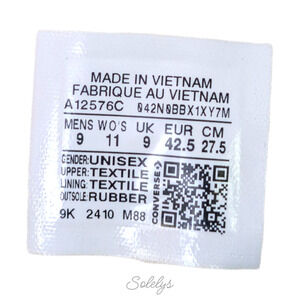 MADE IN VIETNAM
FABRIQUE AU VIETNAM
A12576C 042N0BBX1XY7M
MENS WO'S UK EUR CM
9 11 9 42.5 27.5
GENDER:UNISEX
UPPER:TEXTILE
LINING:TEXTILE
OUTSOLE:RUBBER
CONVERSE
9K 2410 M88
Solelys